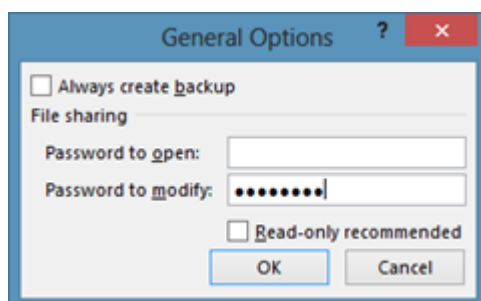 General Options ? ×
Always create backup
File sharing
Password to open:
Password to modify: ●●●●●●●●
Read-only recommended
OK Cancel